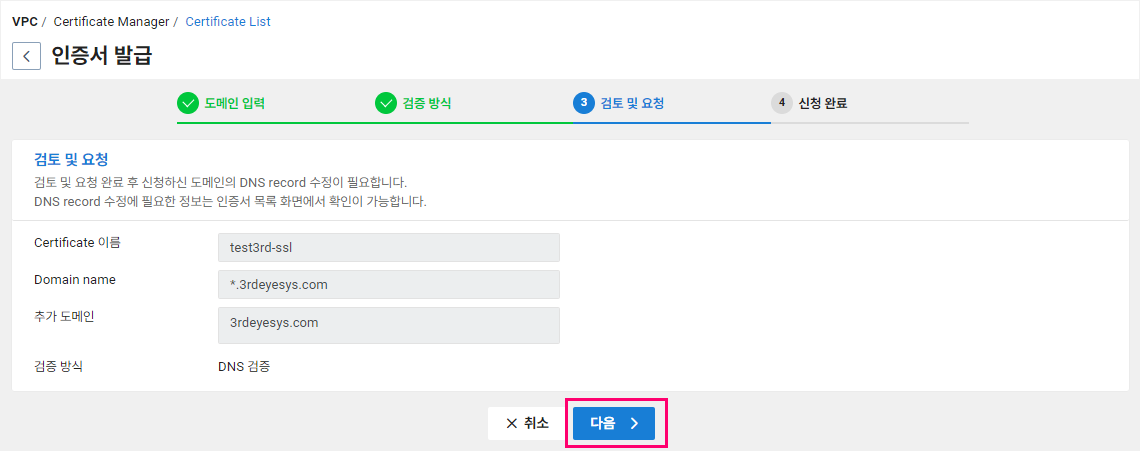 VPC / Certificate Manager / Certificate List
인증서 발급
도메인 입력
검증 방식
3 검토 및 요청
4 신청 완료
검토 및 요청
검토 및 요청 완료 후 신청하신 도메인의 DNS record 수정이 필요합니다.
DNS record 수정에 필요한 정보는 인증서 목록 화면에서 확인이 가능합니다.
Certificate 이름 test3rd-ssl
Domain name *.3rdeyesys.com
추가 도메인 3rdeyesys.com
검증 방식 DNS 검증
취소 다음